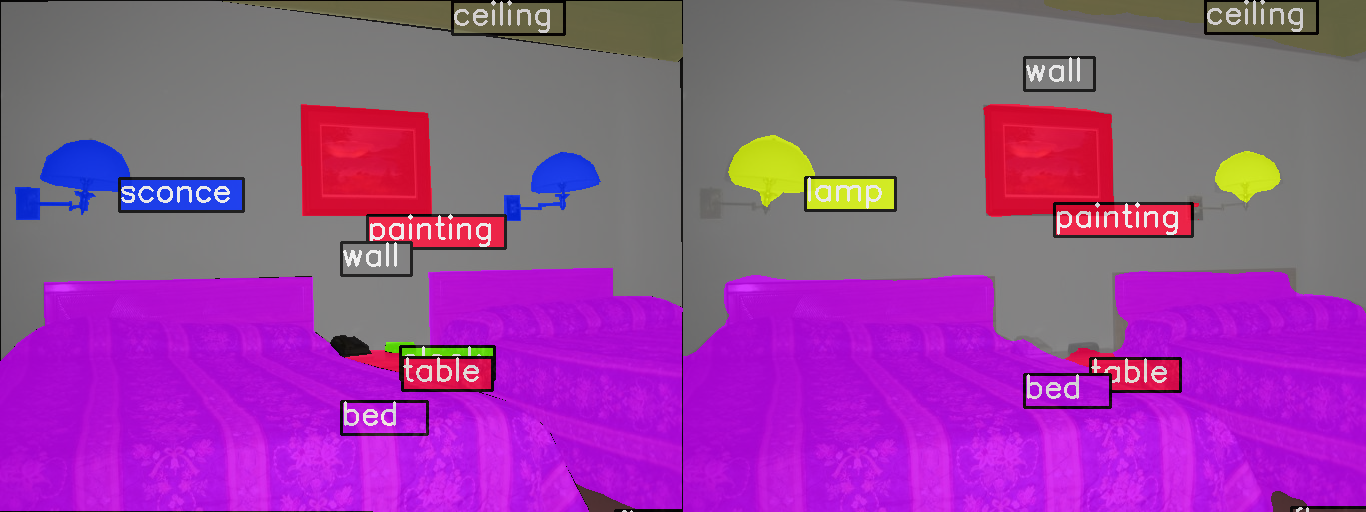 ceiling
sconce
painting
wall
table
bed
ceiling
wall
lamp
painting
table
bed